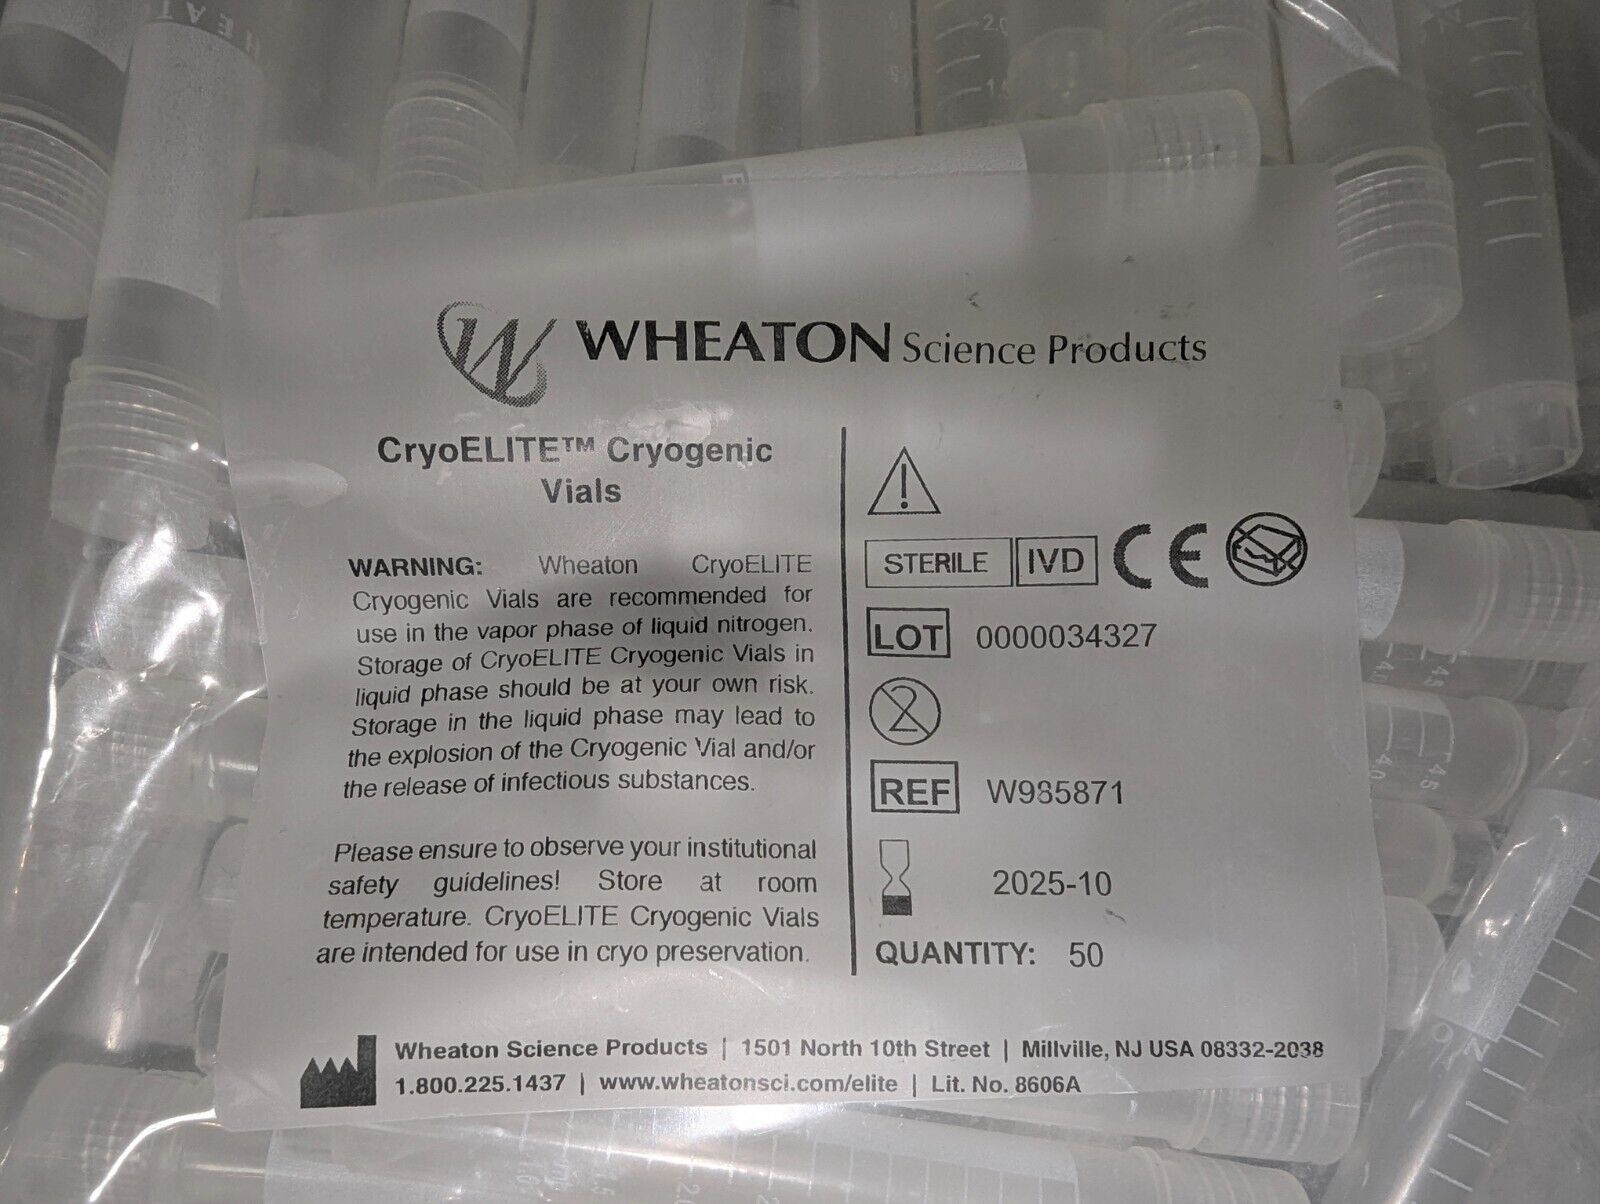 WHEATON Science Products
CryoELITE™ Cryogenic
Vials
WARNING: Wheaton CryoELITE
Cryogenic Vials are recommended for
use in the vapor phase of liquid nitrogen.
Storage of CryoELITE Cryogenic Vials in
liquid phase should be at your own risk.
Storage in the liquid phase may lead to
the explosion of the Cryogenic Vial and/or
the release of infectious substances.
Please ensure to observe your institutional
safety guidelines! Store at room
temperature. CryoELITE Cryogenic Vials
are intended for use in cryo preservation.
STERILE IVD CE
LOT 0000034327
2
REF W985871
2025-10
QUANTITY: 50
Wheaton Science Products | 1501 North 10th Street | Millville, NJ USA 08332-2038
1.800.225.1437 | www.wheatonsci.com/elite | Lit. No. 8606A